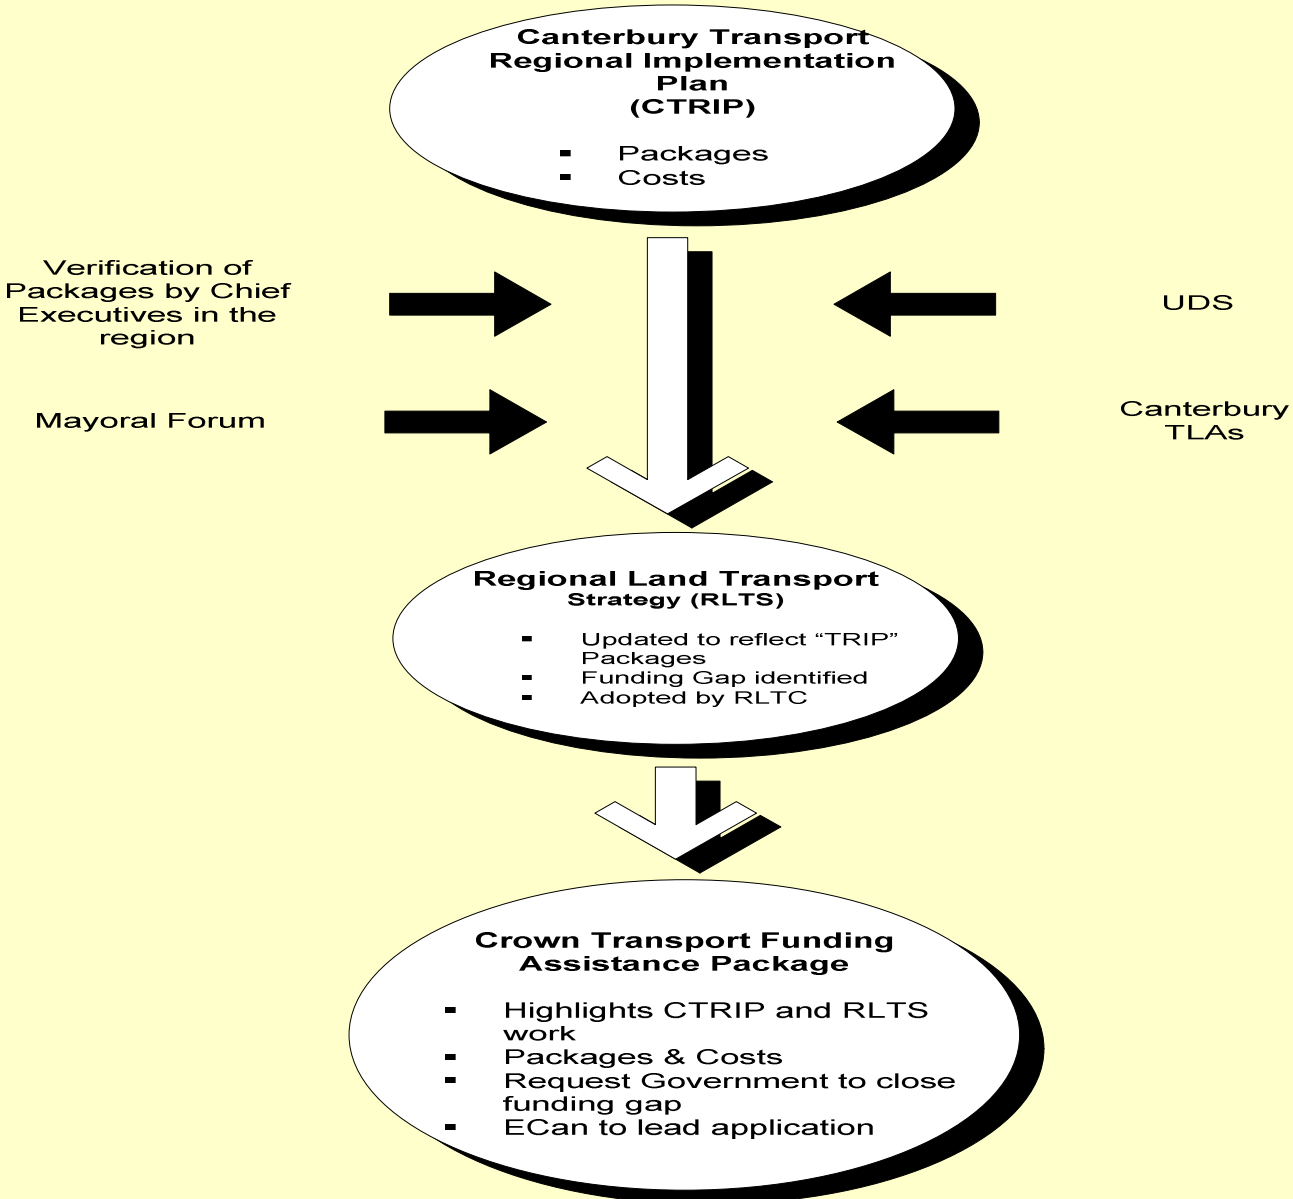 Canterbury Transport
Regional Implementation
Plan
(CTRIP)
▪ Packages
▪ Costs
Verification of
Packages by Chief
Executives in the
region
UDS
Mayoral Forum
Canterbury
TLAs
Regional Land Transport
Strategy (RLTS)
▪ Updated to reflect “TRIP”
Packages
▪ Funding Gap identified
▪ Adopted by RLTC
Crown Transport Funding
Assistance Package
▪ Highlights CTRIP and RLTS
work
▪ Packages & Costs
▪ Request Government to close
funding gap
▪ ECan to lead application